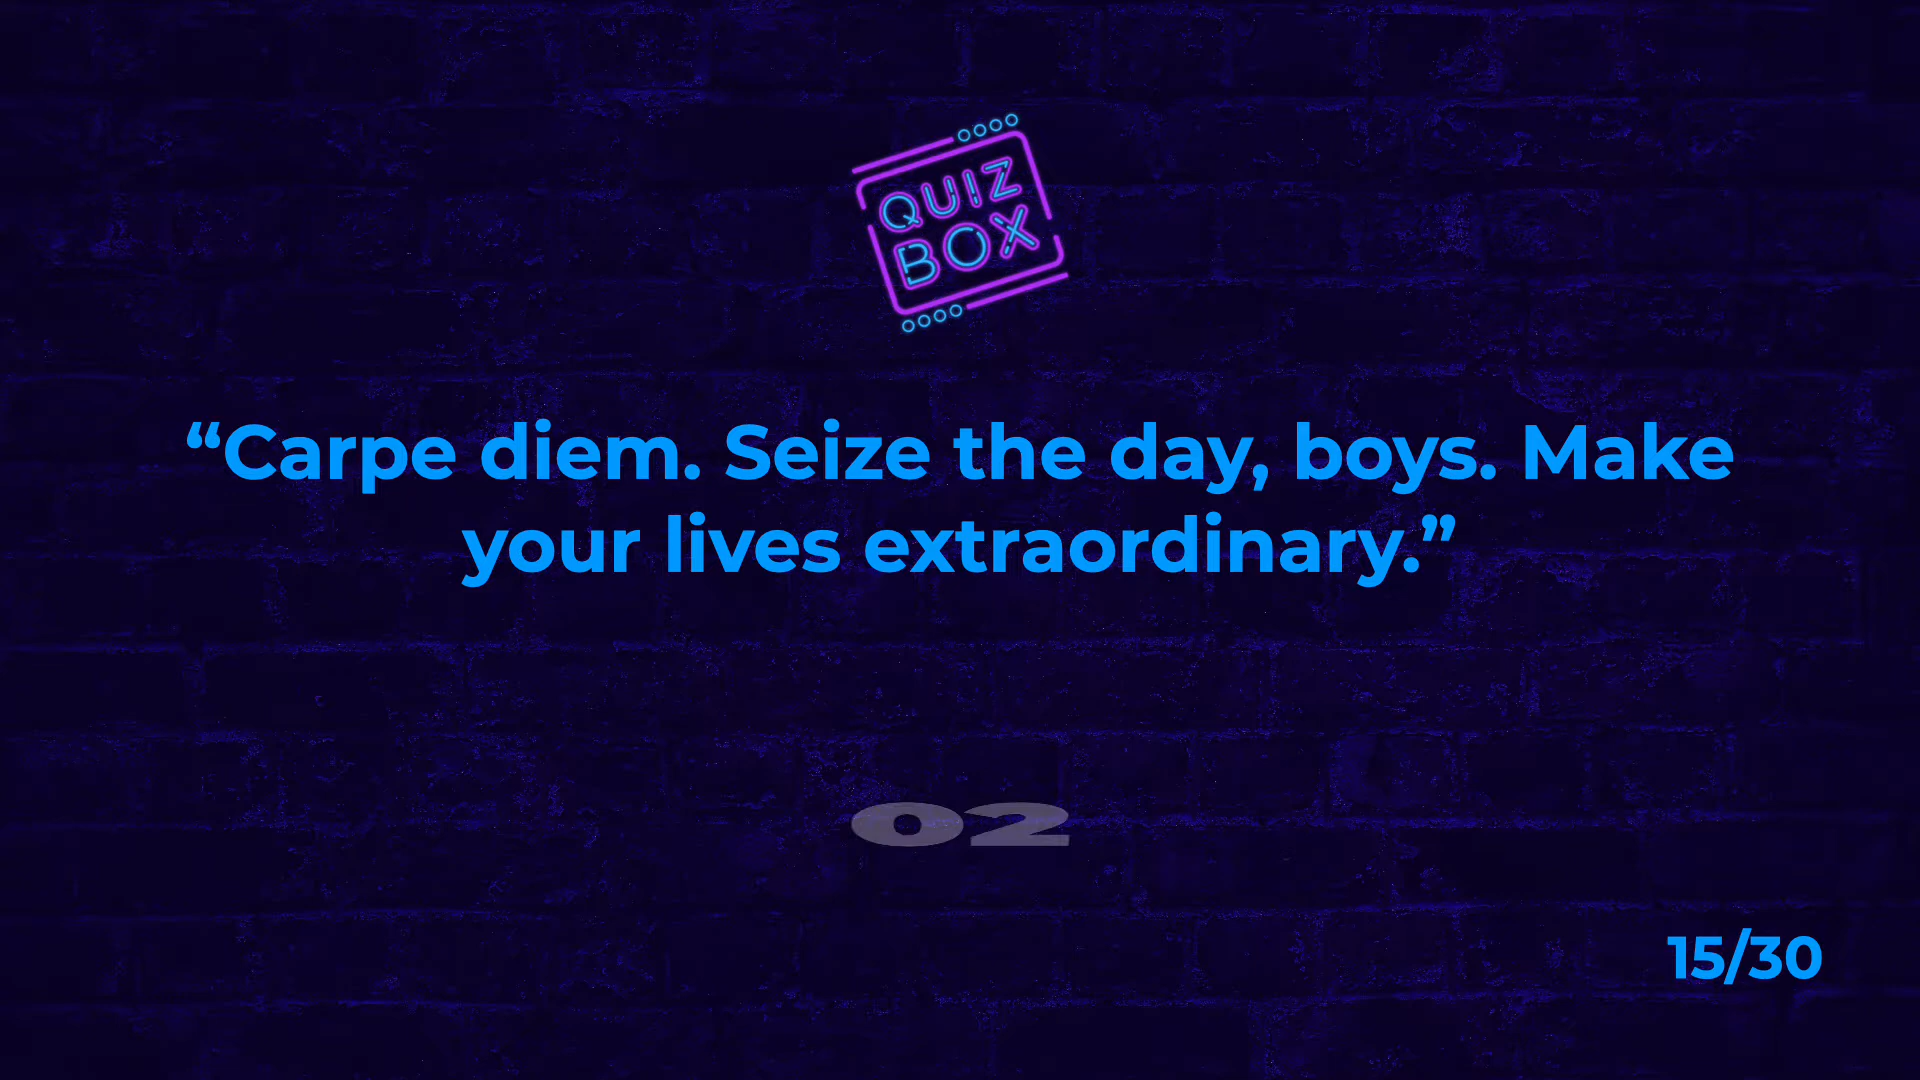 QUIZ
BOX
“Carpe diem. Seize the day, boys. Make
your lives extraordinary.”
02
15/30